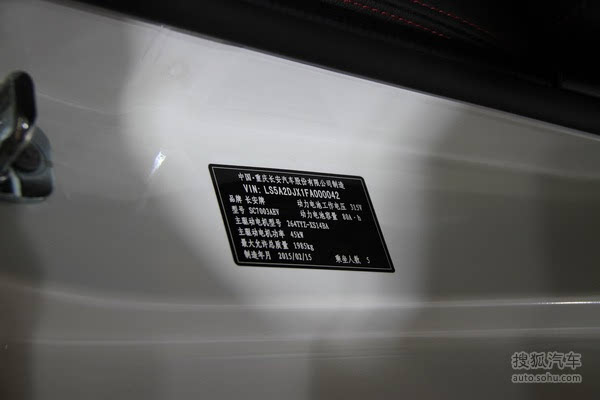 中国·重庆长安汽车股份有限公司制造
VIN: LS5A2DJX1FA000042
品牌 长安牌 动力电池工作电压 315V
型号 SC7003AEV 动力电池容量 80A·h
主驱动电机型号 264TYZ-XS14BA
主驱动电机功率 45kW
最大允许总质量 1985kg
制造年月 2015/02/15 乘坐人数 5
搜狐汽车
auto.sohu.com